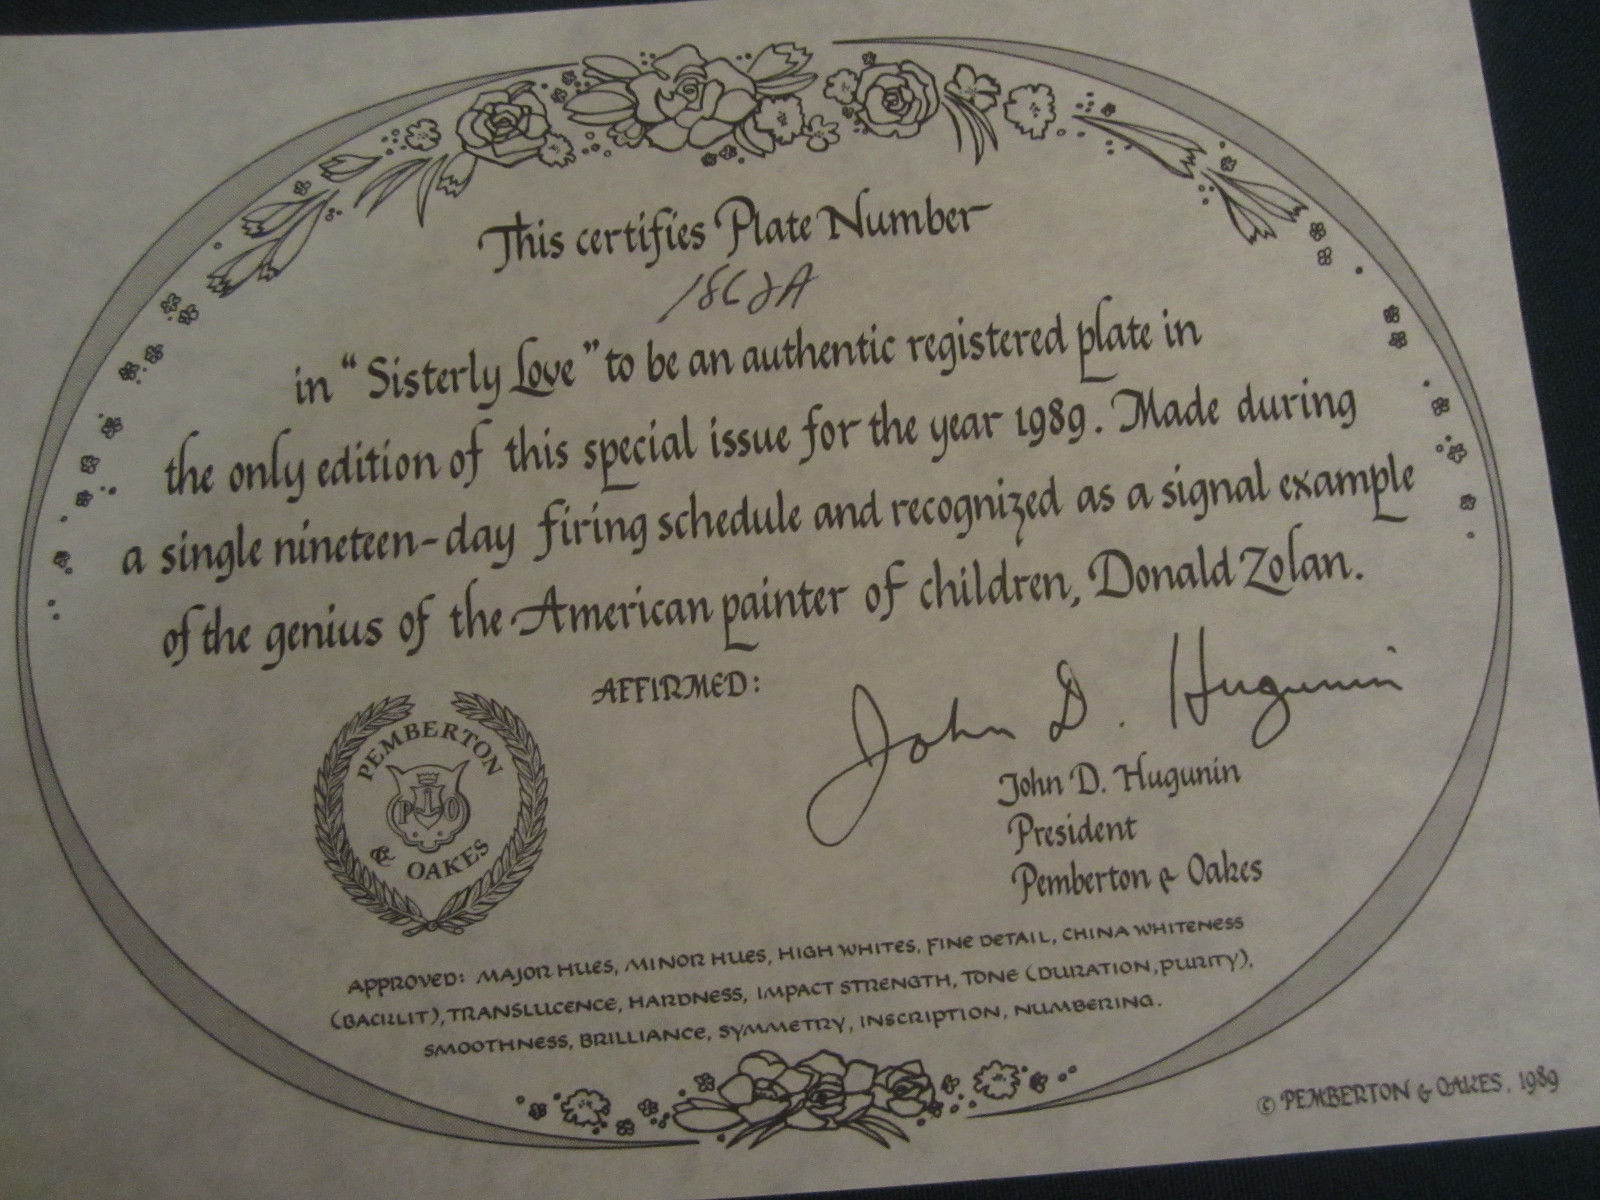 This certifies Plate Number
in "Sisterly Love" to be an authentic registered plate in
the only edition of this special issue for the year 1989. Made during
a single nineteen-day firing schedule and recognized as a signal example
of the genius of the American painter of children, Donald Zolan.
AFFIRMED:
John D. Hugunin
John D. Hugunin
President
Pemberton & Oakes
PEMBERTON
P O
& OAKES
APPROVED: MAJOR HUES, MINOR HUES, HIGH WHITES, FINE DETAIL, CHINA WHITENESS
(BACKLIT), TRANSLUCENCE, HARDNESS, IMPACT STRENGTH, TONE (DURATION, PURITY),
SMOOTHNESS, BRILLIANCE, SYMMETRY, INSCRIPTION, NUMBERING.
© PEMBERTON & OAKES, 1989